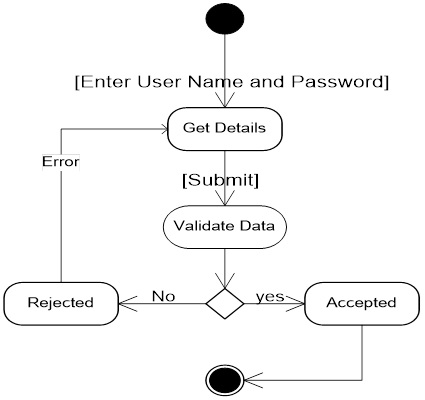 [Enter User Name and Password]
Get Details
Error
[Submit]
Validate Data
No
yes
Rejected
Accepted